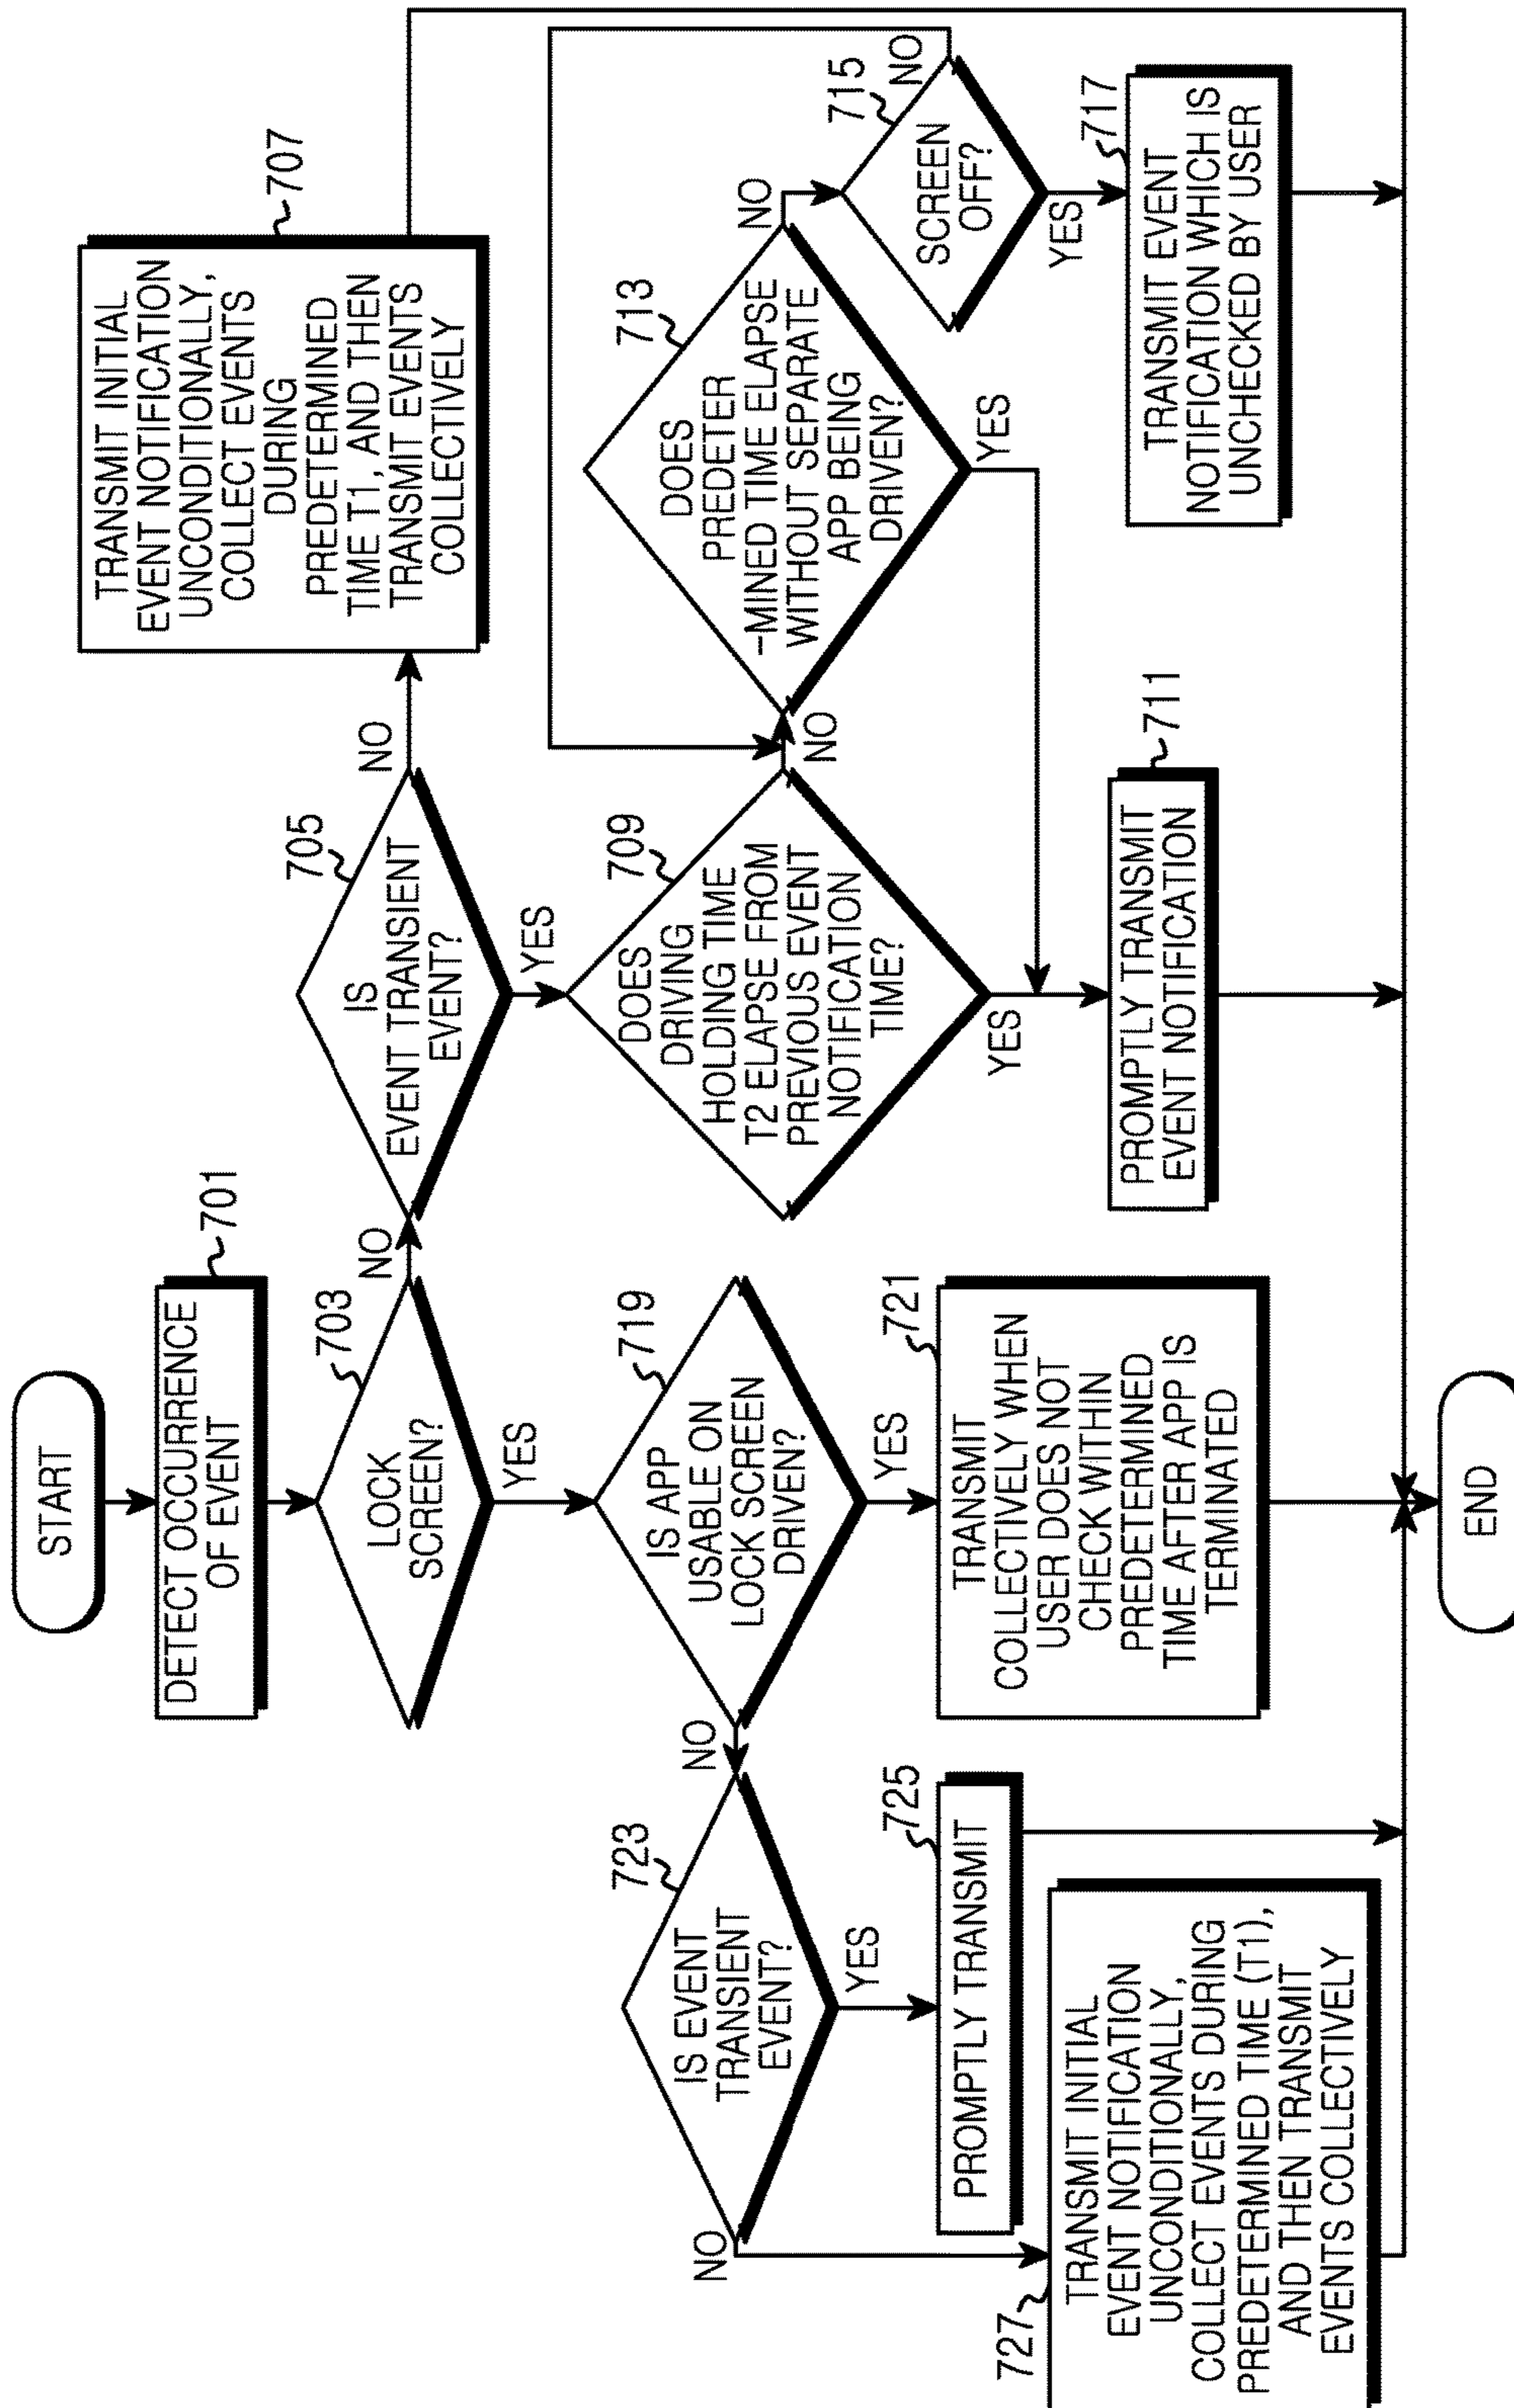 START
701
DETECT OCCURRENCE
OF EVENT
703
LOCK
SCREEN?
NO
YES
705
IS
EVENT TRANSIENT
EVENT?
NO
YES
707
TRANSMIT INITIAL
EVENT NOTIFICATION
UNCONDITIONALLY,
COLLECT EVENTS
DURING
PREDETERMINED
TIME T1, AND THEN
TRANSMIT EVENTS
COLLECTIVELY
709
DOES
DRIVING
HOLDING TIME
T2 ELAPSE FROM
PREVIOUS EVENT
NOTIFICATION
TIME?
NO
YES
711
PROMPTLY TRANSMIT
EVENT NOTIFICATION
713
DOES
PREDETER
-MINED TIME ELAPSE
WITHOUT SEPARATE
APP BEING
DRIVEN?
NO
YES
715
SCREEN
OFF?
NO
YES
717
TRANSMIT EVENT
NOTIFICATION WHICH IS
UNCHECKED BY USER
719
IS APP
USABLE ON
LOCK SCREEN
DRIVEN?
NO
YES
721
TRANSMIT
COLLECTIVELY WHEN
USER DOES NOT
CHECK WITHIN
PREDETERMINED
TIME AFTER APP IS
TERMINATED
723
IS EVENT
TRANSIENT
EVENT?
NO
YES
725
PROMPTLY TRANSMIT
727
TRANSMIT INITIAL
EVENT NOTIFICATION
UNCONDITIONALLY,
COLLECT EVENTS DURING
PREDETERMINED TIME (T1),
AND THEN TRANSMIT
EVENTS COLLECTIVELY
END